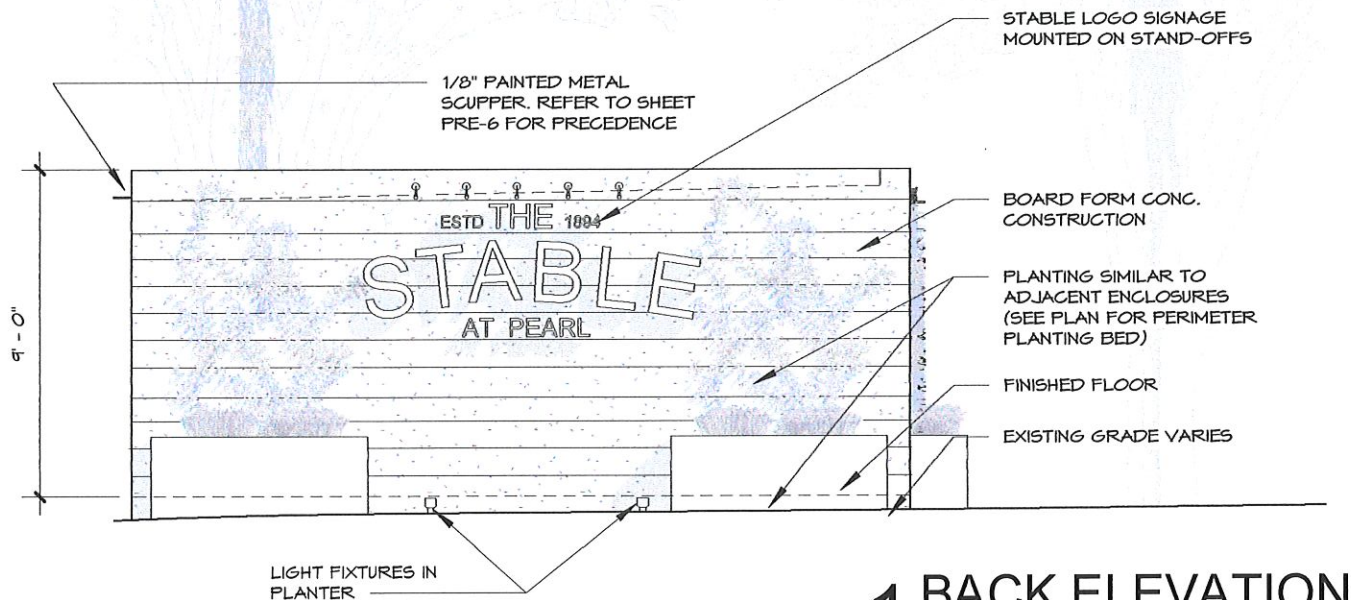 STABLE LOGO SIGNAGE
MOUNTED ON STAND-OFFS
1/8" PAINTED METAL
SCUPPER. REFER TO SHEET
PRE-6 FOR PRECEDENCE
BOARD FORM CONC.
CONSTRUCTION
ESTD THE 1894
STABLE
AT PEARL
PLANTING SIMILAR TO
ADJACENT ENCLOSURES
(SEE PLAN FOR PERIMETER
PLANTING BED)
9' - 0"
FINISHED FLOOR
EXISTING GRADE VARIES
LIGHT FIXTURES IN
PLANTER
1 BACK ELEVATION